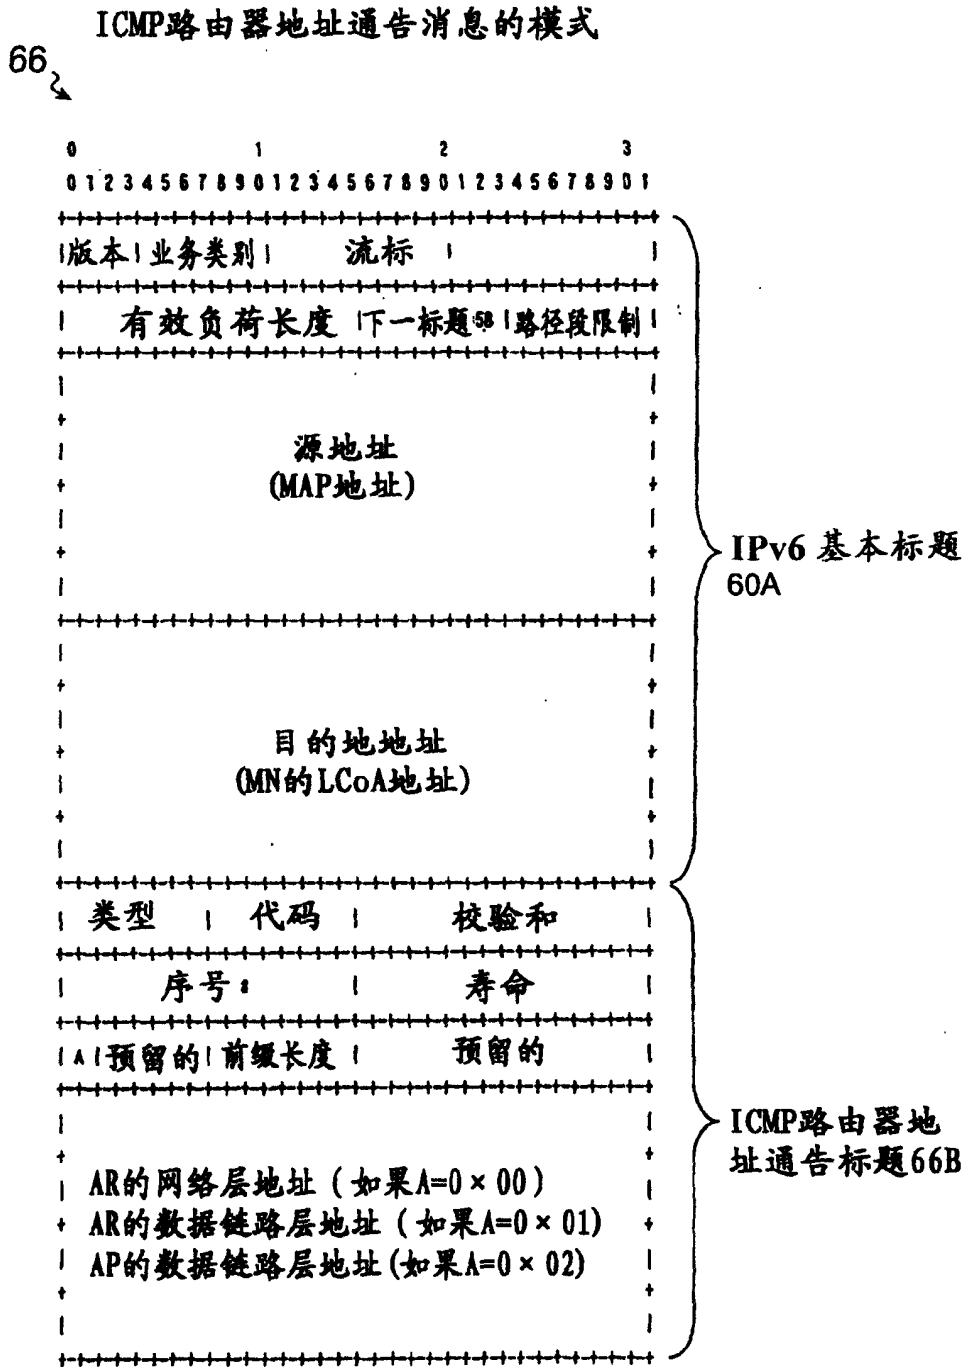 ICMP路由器地址通告消息的模式
66
0 1 2 3
0 1 2 3 4 5 6 7 8 9 0 1 2 3 4 5 6 7 8 9 0 1 2 3 4 5 6 7 8 9 0 1
版本 业务类别 流标
有效负荷长度 下一标题58 路径段限制
源地址
(MAP地址)
IPv6 基本标题
60A
目的地地址
(MN的LCoA地址)
类型 代码 校验和
序号: 寿命
A 预留的 前缀长度 预留的
ICMP路由器地
址通告标题66B
AR的网络层地址 (如果A=0×00)
AR的数据链路层地址 (如果A=0×01)
AP的数据链路层地址(如果A=0×02)